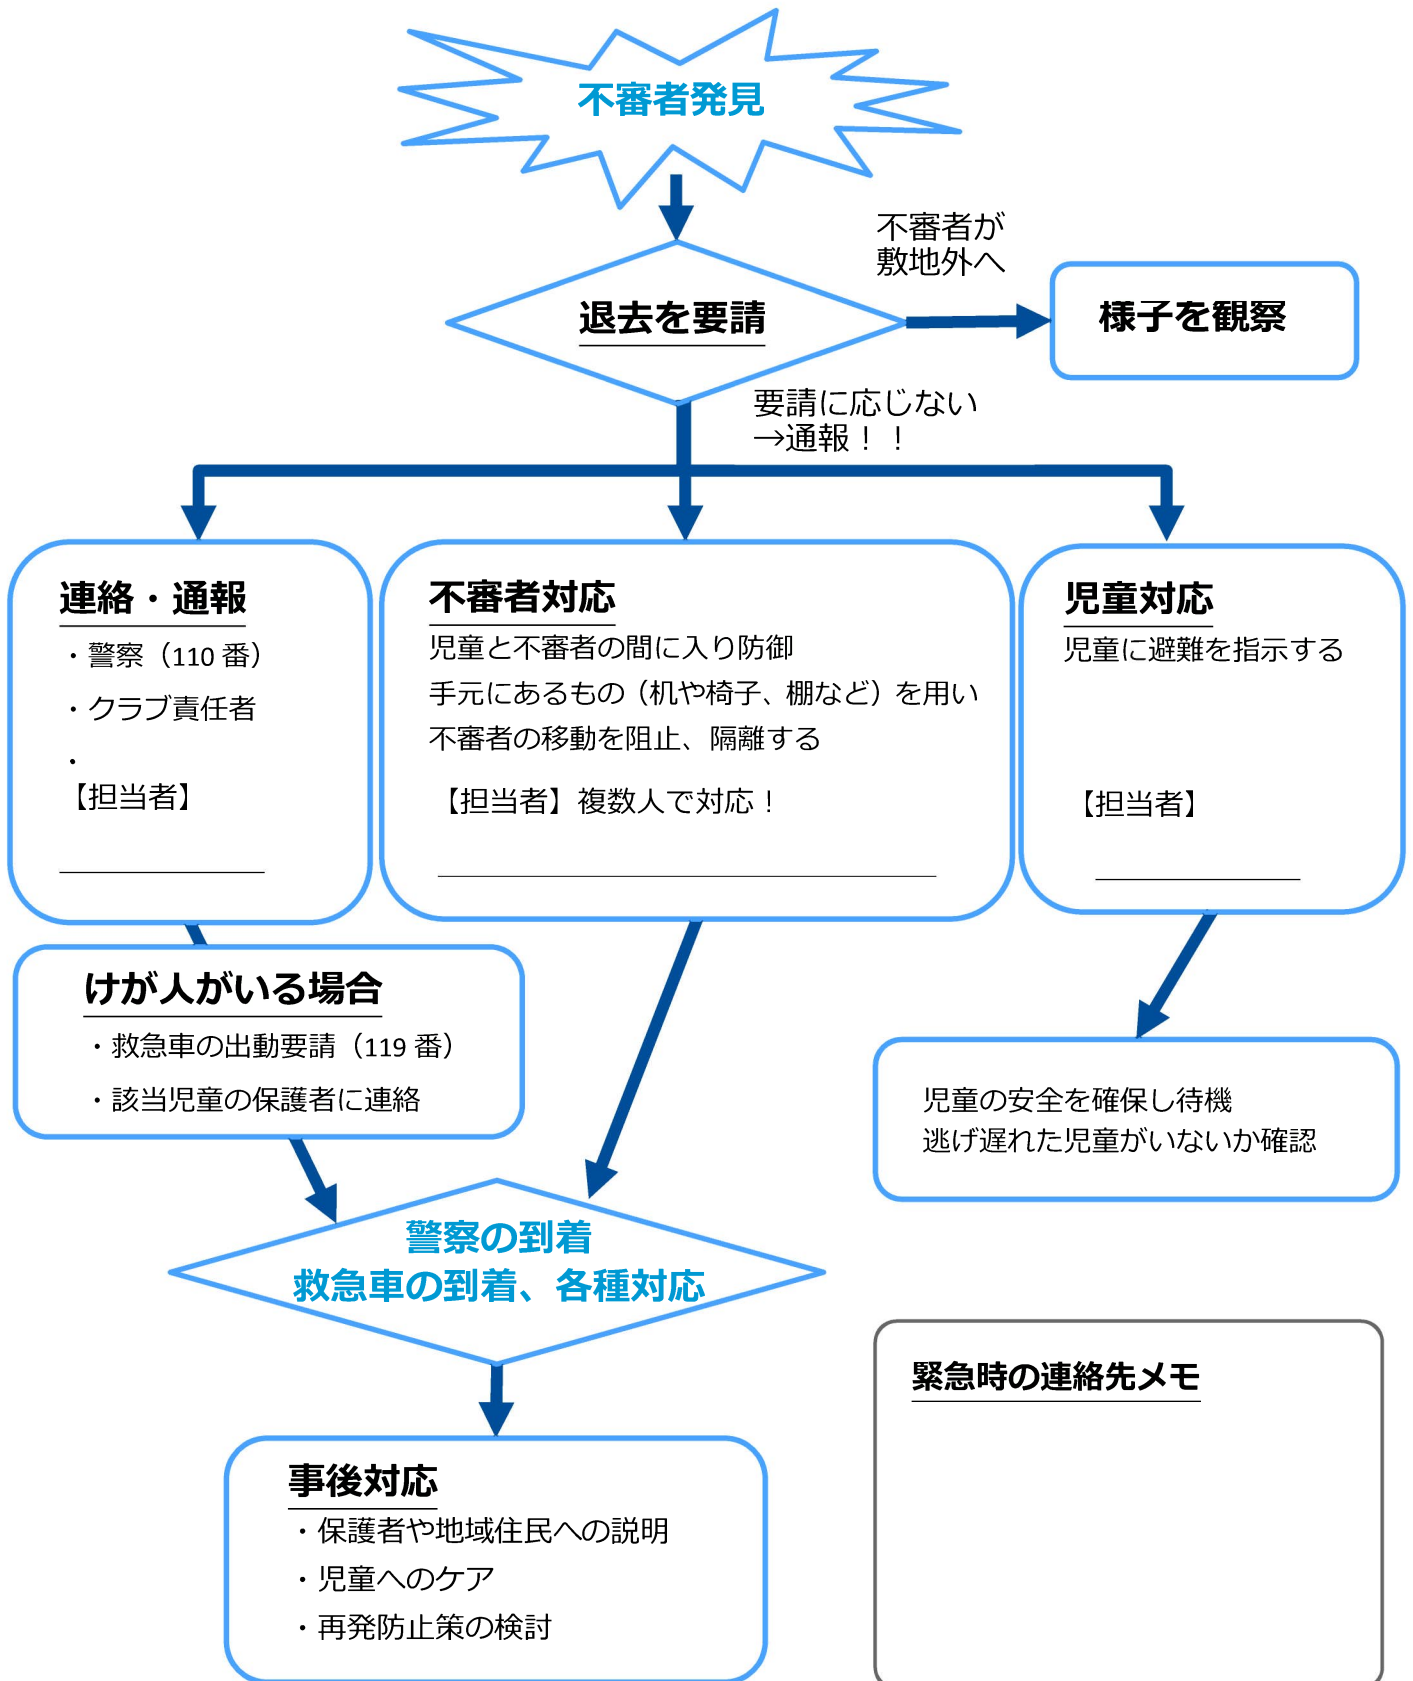 不審者発見
不審者が
敷地外へ
退去を要請
様子を観察
要請に応じない
→通報！！
連絡・通報
・警察（110 番）
・クラブ責任者
・
【担当者】
不審者対応
児童と不審者の間に入り防御
手元にあるもの（机や椅子、棚など）を用い
不審者の移動を阻止、隔離する
【担当者】複数人で対応！
児童対応
児童に避難を指示する
【担当者】
けが人がいる場合
・救急車の出動要請（119 番）
・該当児童の保護者に連絡
児童の安全を確保し待機
逃げ遅れた児童がいないか確認
警察の到着
救急車の到着、各種対応
緊急時の連絡先メモ
事後対応
・保護者や地域住民への説明
・児童へのケア
・再発防止策の検討